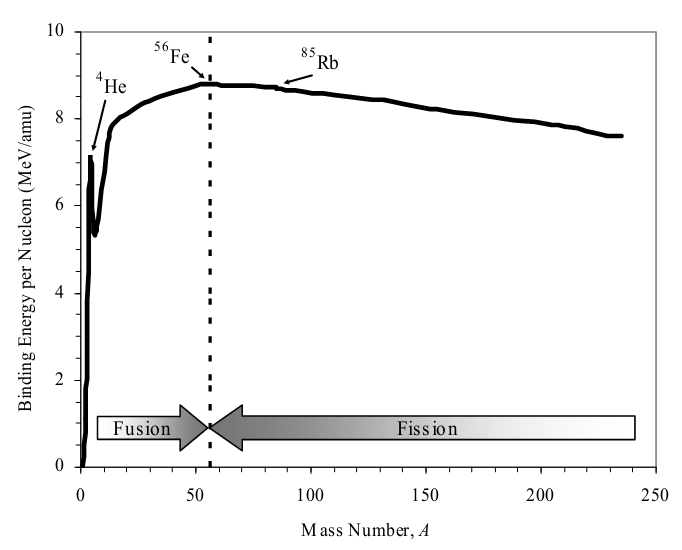 10
8
6
4
2
0
Binding Energy per Nucleon (MeV/amu)
⁴He
⁵⁶Fe
⁸⁵Rb
Fusion
Fission
0 50 100 150 200 250
Mass Number, A